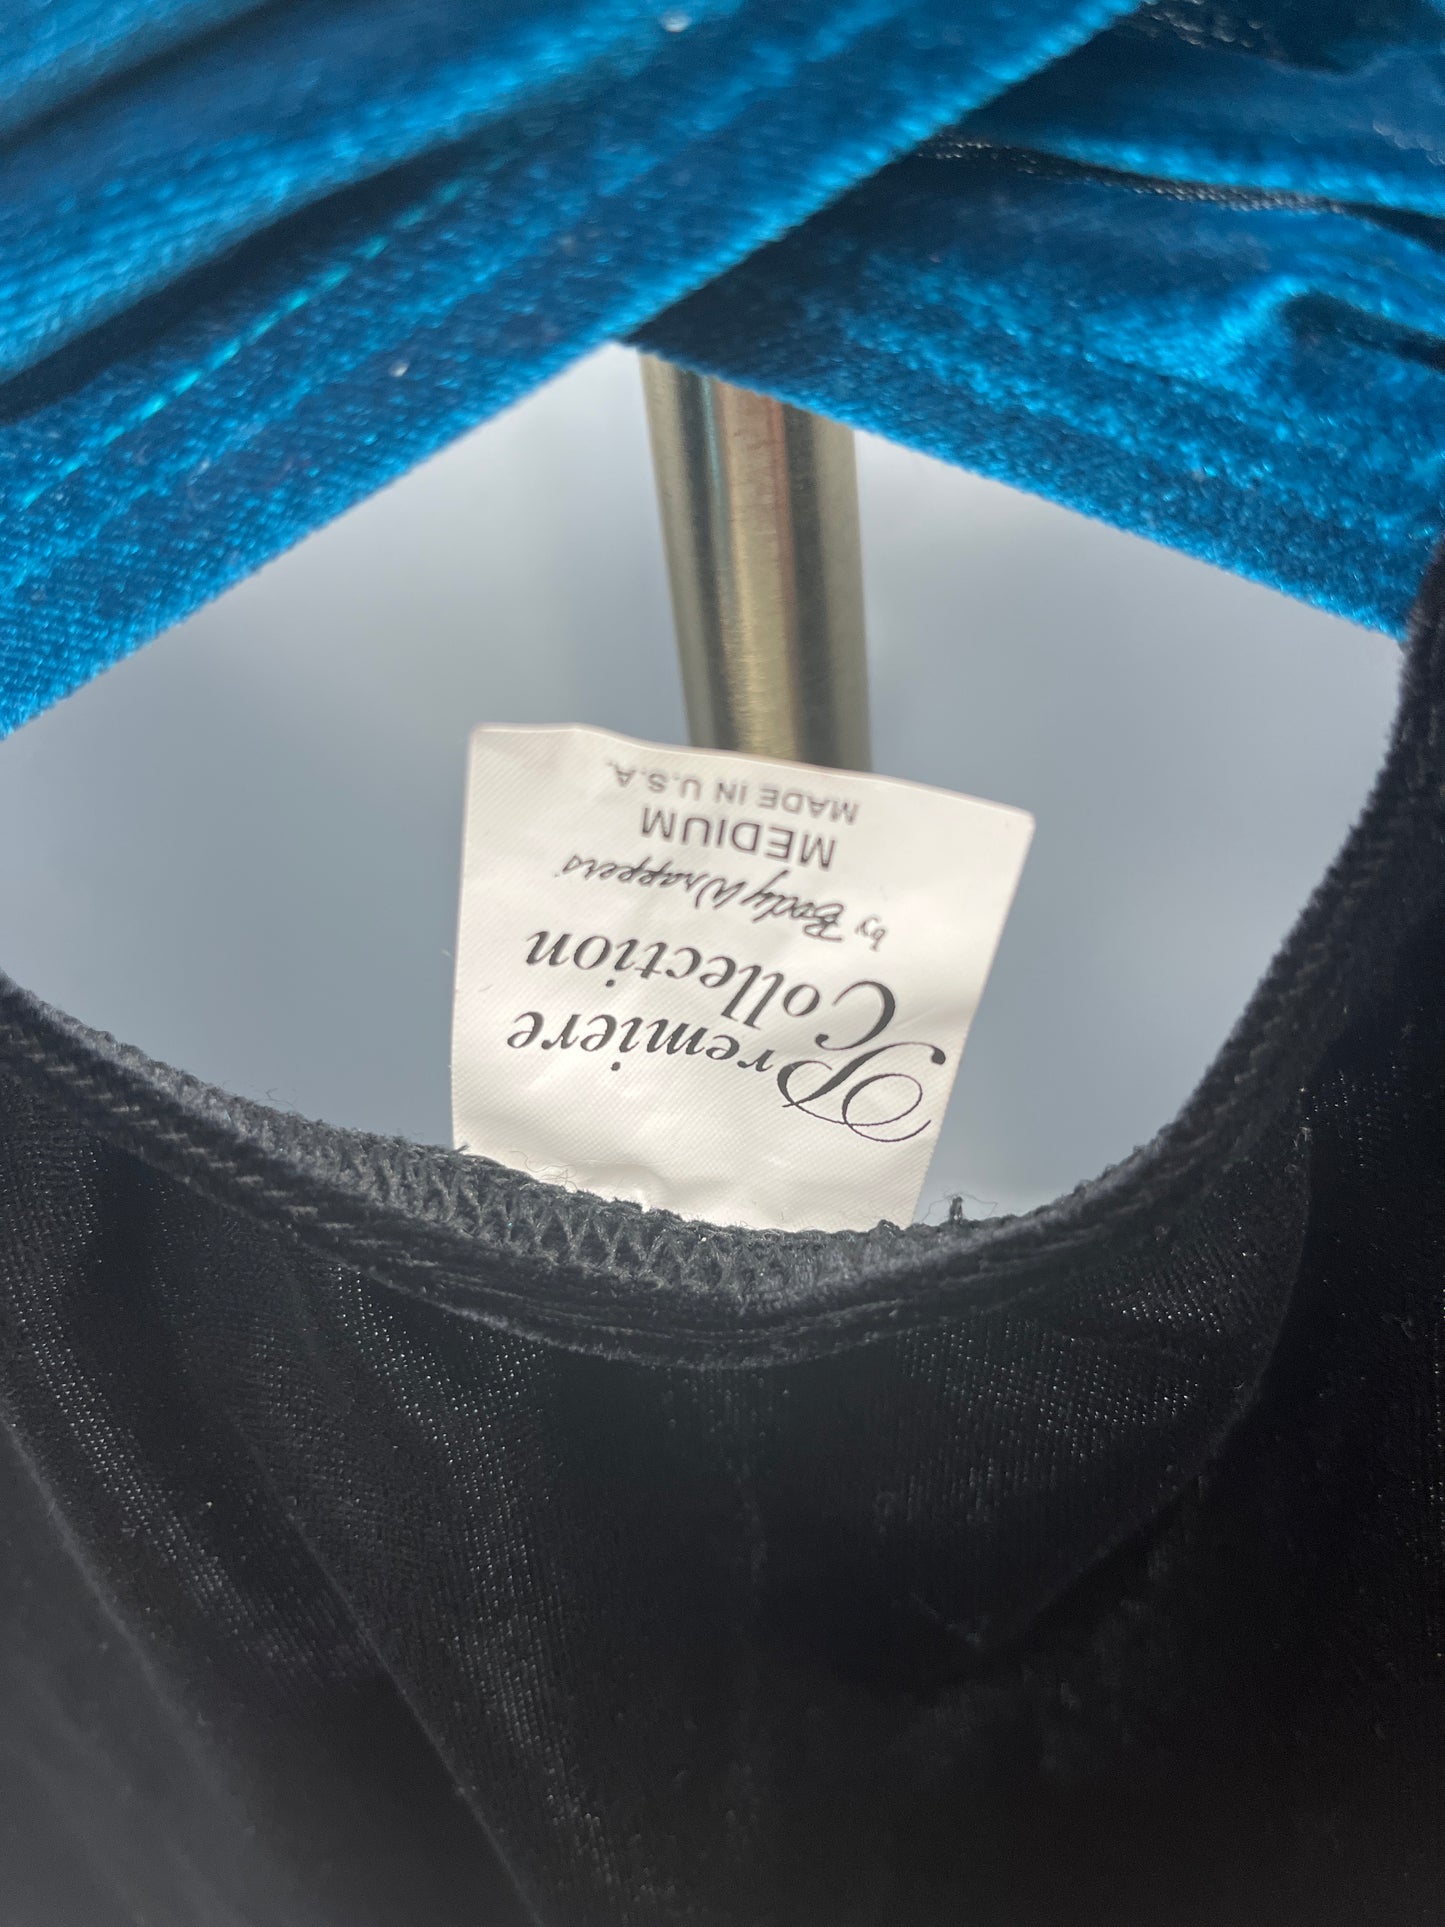 Premiere
Collection
by Body Wrappers
MEDIUM
MADE IN U.S.A.